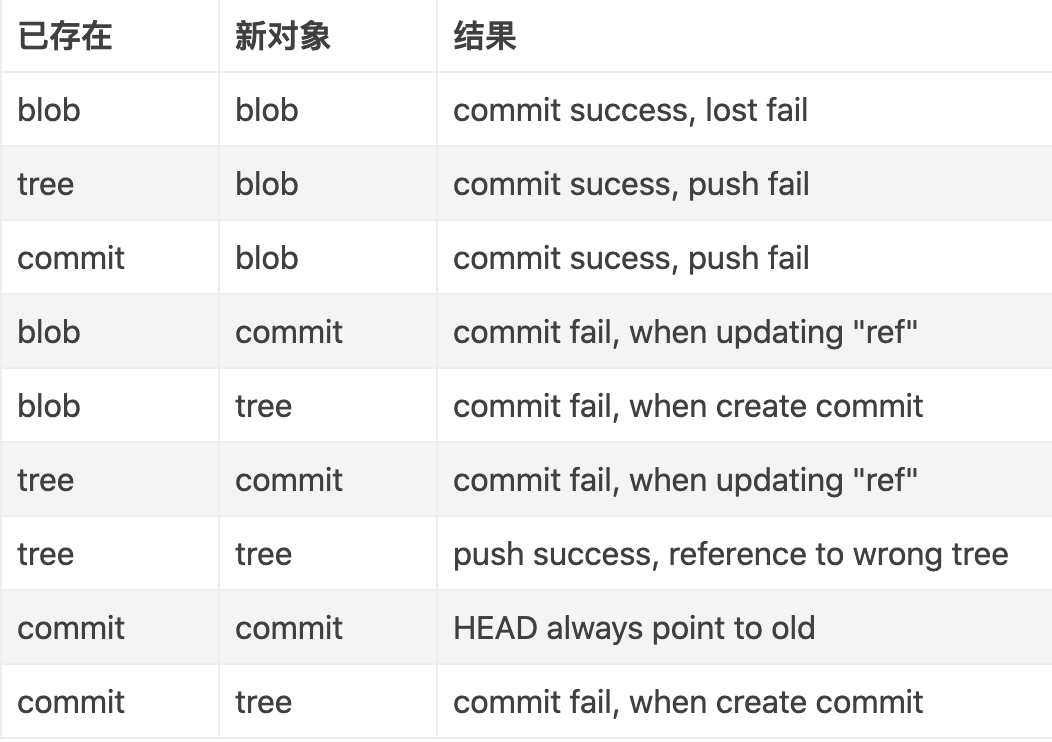 已存在 新对象 结果
blob blob commit success, lost fail
tree blob commit sucess, push fail
commit blob commit sucess, push fail
blob commit commit fail, when updating "ref"
blob tree commit fail, when create commit
tree commit commit fail, when updating "ref"
tree tree push success, reference to wrong tree
commit commit HEAD always point to old
commit tree commit fail, when create commit